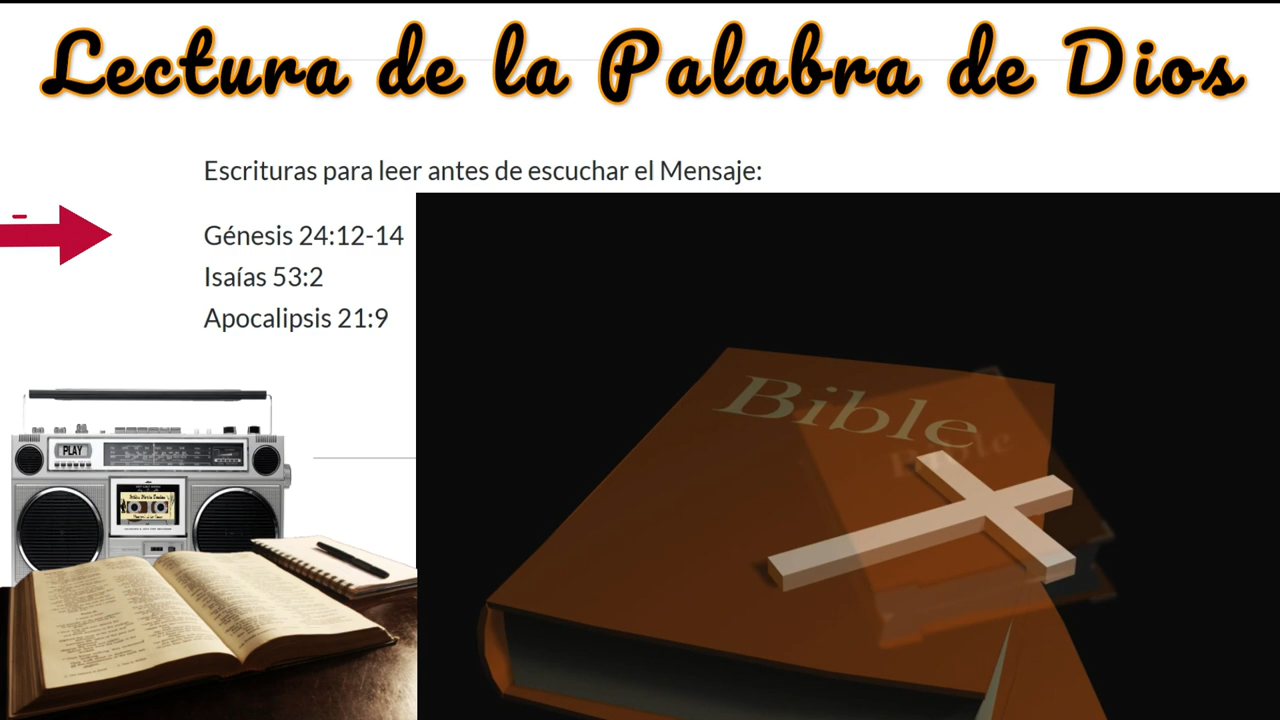 Lectura de la Palabra de Dios
Escrituras para leer antes de escuchar el Mensaje:
Génesis 24:12-14
Isaías 53:2
Apocalipsis 21:9
PLAY
Bible
Bible